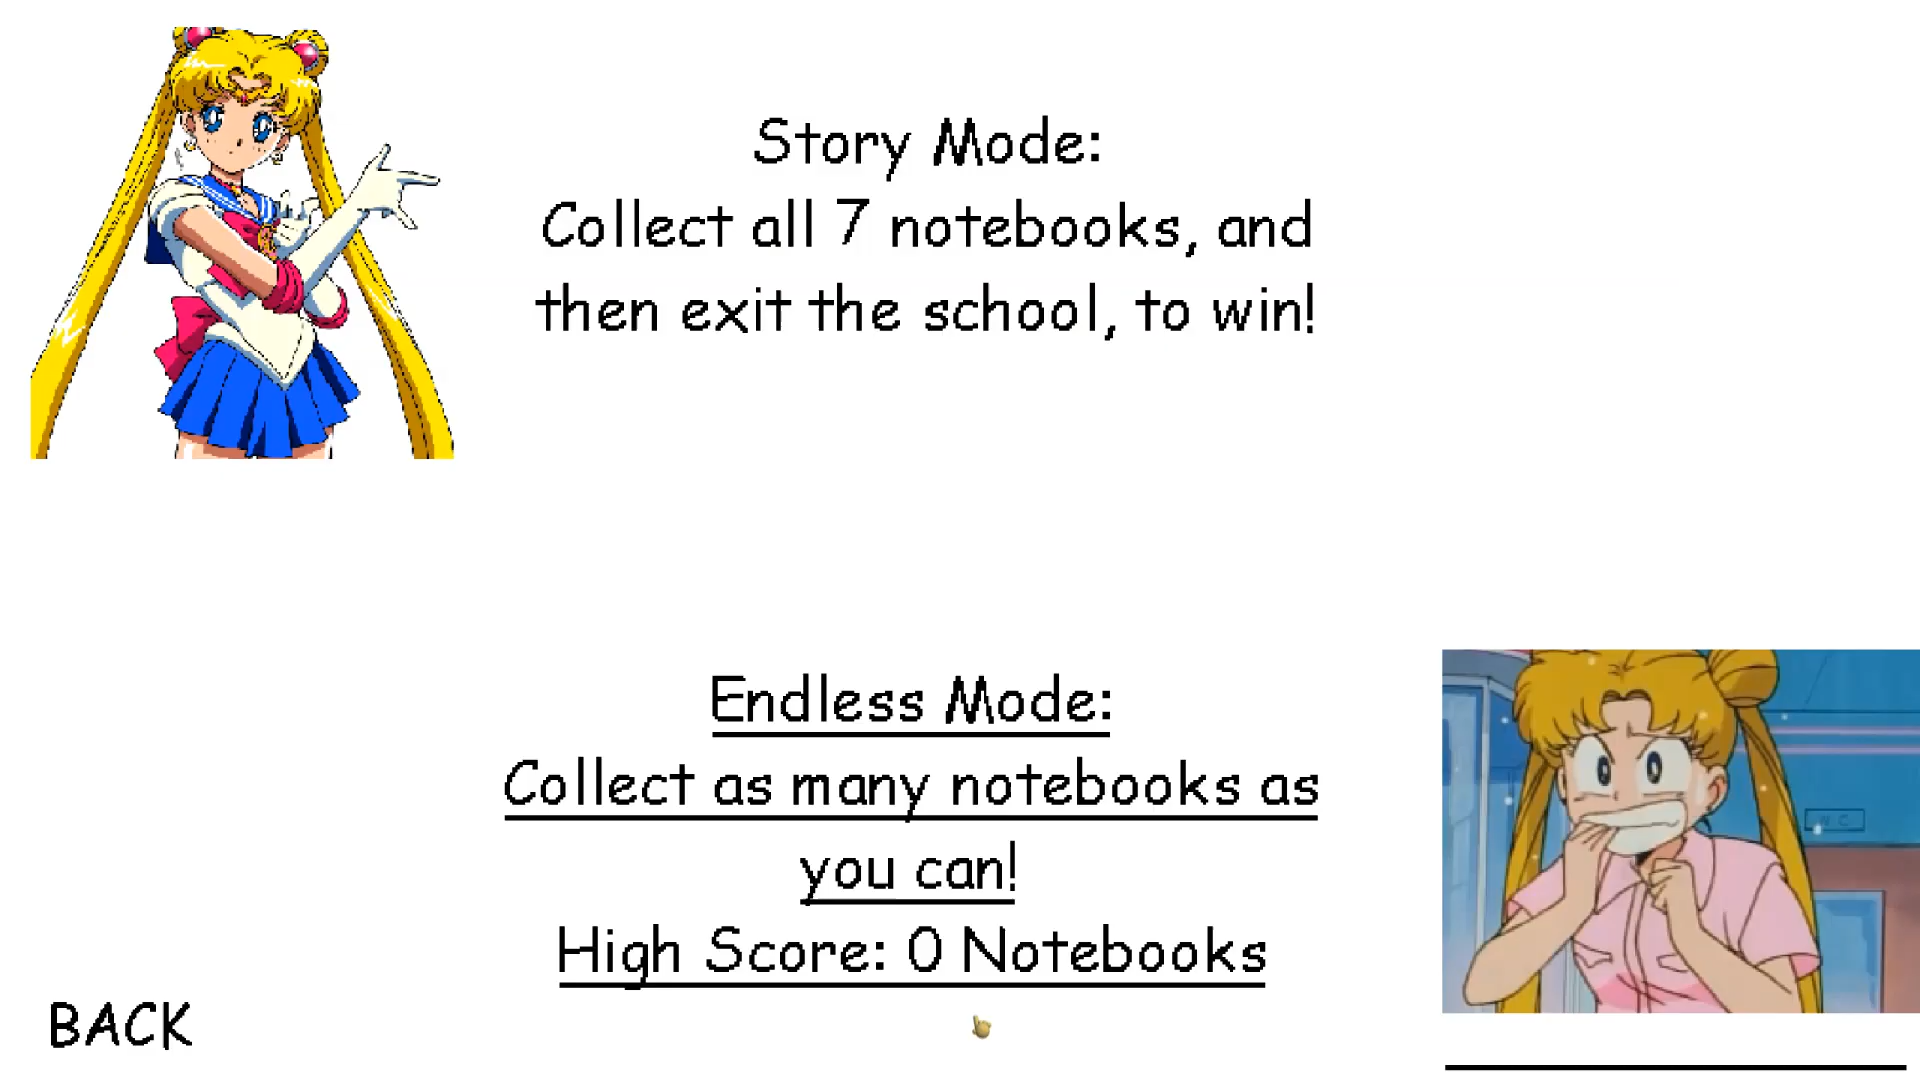 Story Mode:
Collect all 7 notebooks, and
then exit the school, to win!
Endless Mode:
Collect as many notebooks as
you can!
High Score: 0 Notebooks
BACK